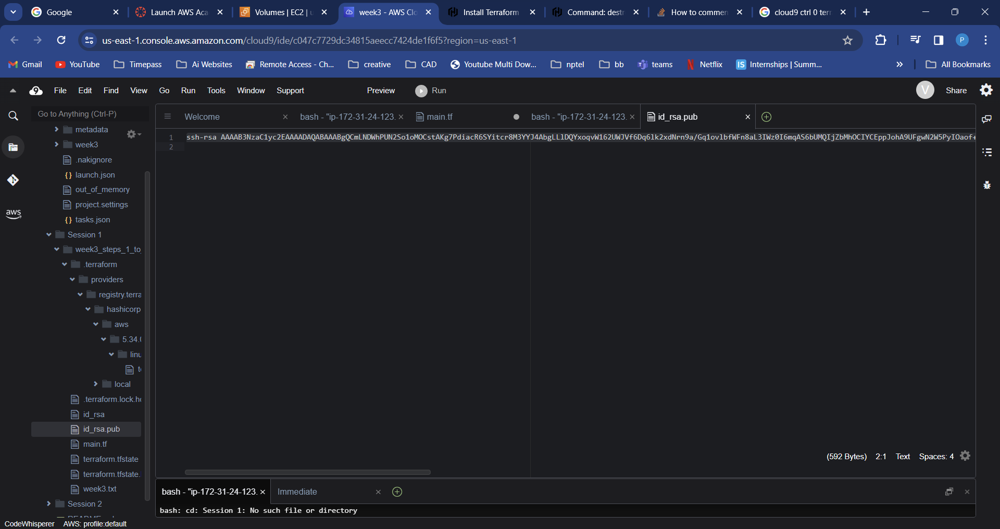 Google
Launch AWS Aca
Volumes | EC2 | u
week3 - AWS Clo
Install Terraform
Command: destr
How to commen
cloud9 ctrl 0 terr
us-east-1.console.aws.amazon.com/cloud9/ide/c047c7729dc34815aeecc7424de1f6f5?region=us-east-1
P
Gmail
YouTube
Timepass
Ai Websites
Remote Access - Ch...
creative
CAD
Youtube Multi Dow...
nptel
bb
teams
Netflix
IS
Internships | Summ...
All Bookmarks
9
File
Edit
Find
View
Go
Run
Tools
Window
Support
Preview
Run
V
Share
Go to Anything (Ctrl-P)
Welcome
bash - "ip-172-31-24-123.
main.tf
bash - "ip-172-31-24-123.
id_rsa.pub
metadata
week3
.nakignore
{} launch.json
out_of_memory
project.settings
{} tasks.json
aws
Session 1
week3_steps_1_to
.terraform
providers
registry.terra
hashicorp
aws
5.34.
linu
local
.terraform.lock.h
id_rsa
id_rsa.pub
main.tf
terraform.tfstate
terraform.tfstate.
week3.txt
Session 2
1 ssh-rsa AAAAB3NzaC1yc2EAAAADAQABAAABgQCmLNDWhPUN2So1oMOCstAKg7PdiacR6SYitcr8M3YYJ4AbgLLlDQYxoqvW162UWJVf6Dq6lk2xdNrn9a/Gq1ovlbfWFn8aL3IWz0I6mqAS6bUMQIjZbMhOCIYCEppJohA9UFgwN2W5PyIOaof+
2
(592 Bytes) 2:1 Text Spaces: 4
bash - "ip-172-31-24-123.
Immediate
bash: cd: Session 1: No such file or directory
CodeWhisperer AWS: profile:default